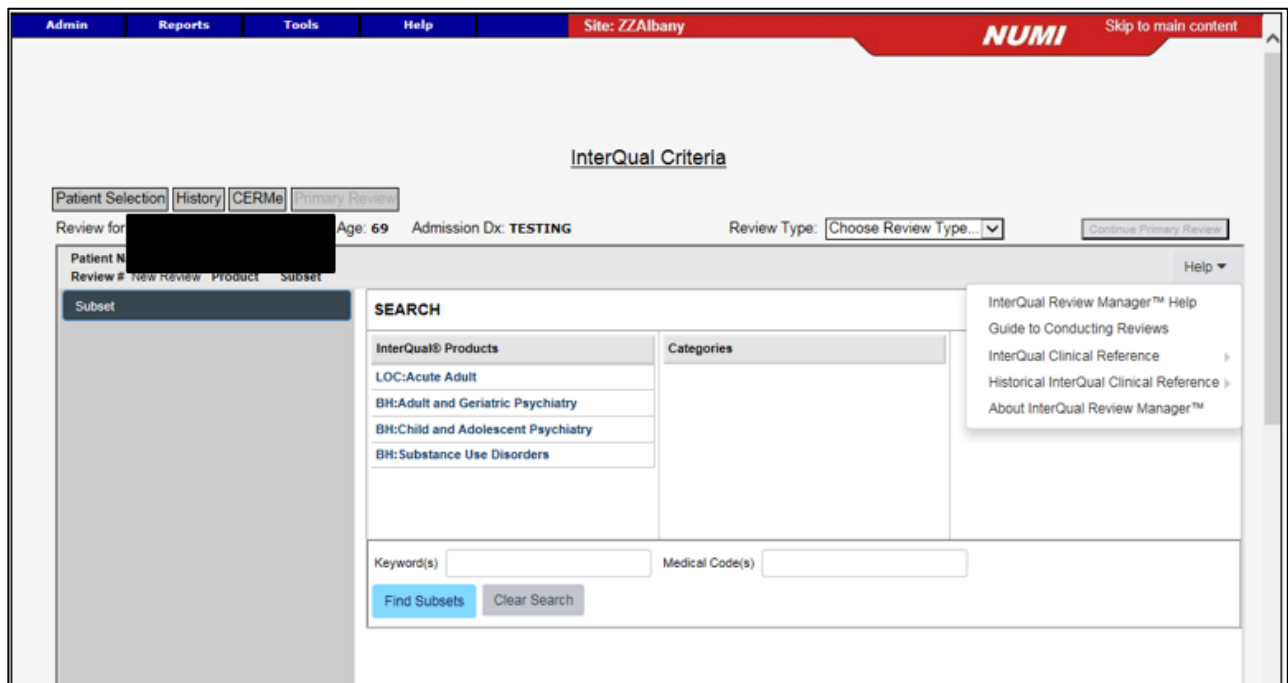 Admin Reports Tools Help Site: ZZAlbany NUMI Skip to main content
InterQual Criteria
Patient Selection History CERMe Primary Review
Review for Age: 69 Admission Dx: TESTING Review Type: Choose Review Type... Continue Primary Review
Patient
Review # New Review Product Subset Help
Subset
SEARCH
InterQual® Products Categories
LOC:Acute Adult
BH:Adult and Geriatric Psychiatry
BH:Child and Adolescent Psychiatry
BH:Substance Use Disorders
InterQual Review Manager™ Help
Guide to Conducting Reviews
InterQual Clinical Reference
Historical InterQual Clinical Reference
About InterQual Review Manager™
Keyword(s) Medical Code(s)
Find Subsets Clear Search